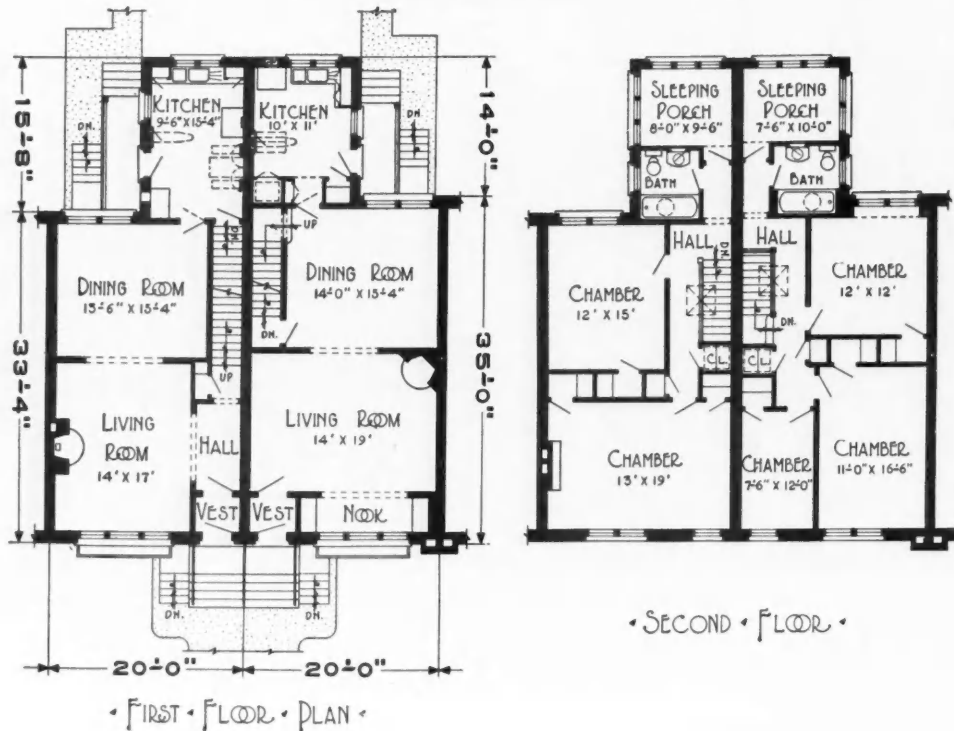 KITCHEN
9'-6" X 15'-4"
KITCHEN
10' X 11'
DN.
DN.
15'-8"
14'-0"
UP
DN.
DINING ROOM
13'-6" X 15'-4"
DINING ROOM
14'-0" X 15'-4"
DN.
UP
33'-4"
35'-0"
LIVING
ROOM
14' X 17'
HALL
LIVING ROOM
14' X 19'
VEST
VEST
NOOK
DN.
DN.
20'-0"
20'-0"
• FIRST • FLOOR • PLAN •
SLEEPING
PORCH
8'-0" X 9'-6"
SLEEPING
PORCH
7'-6" X 10'-0"
BATH
BATH
HALL
HALL
DN.
CHAMBER
12' X 15'
CHAMBER
12' X 12'
DN.
CL.
CL.
CHAMBER
13' X 19'
CHAMBER
7'-6" X 12'-0"
CHAMBER
11'-0" X 16'-6"
• SECOND • FLOOR •